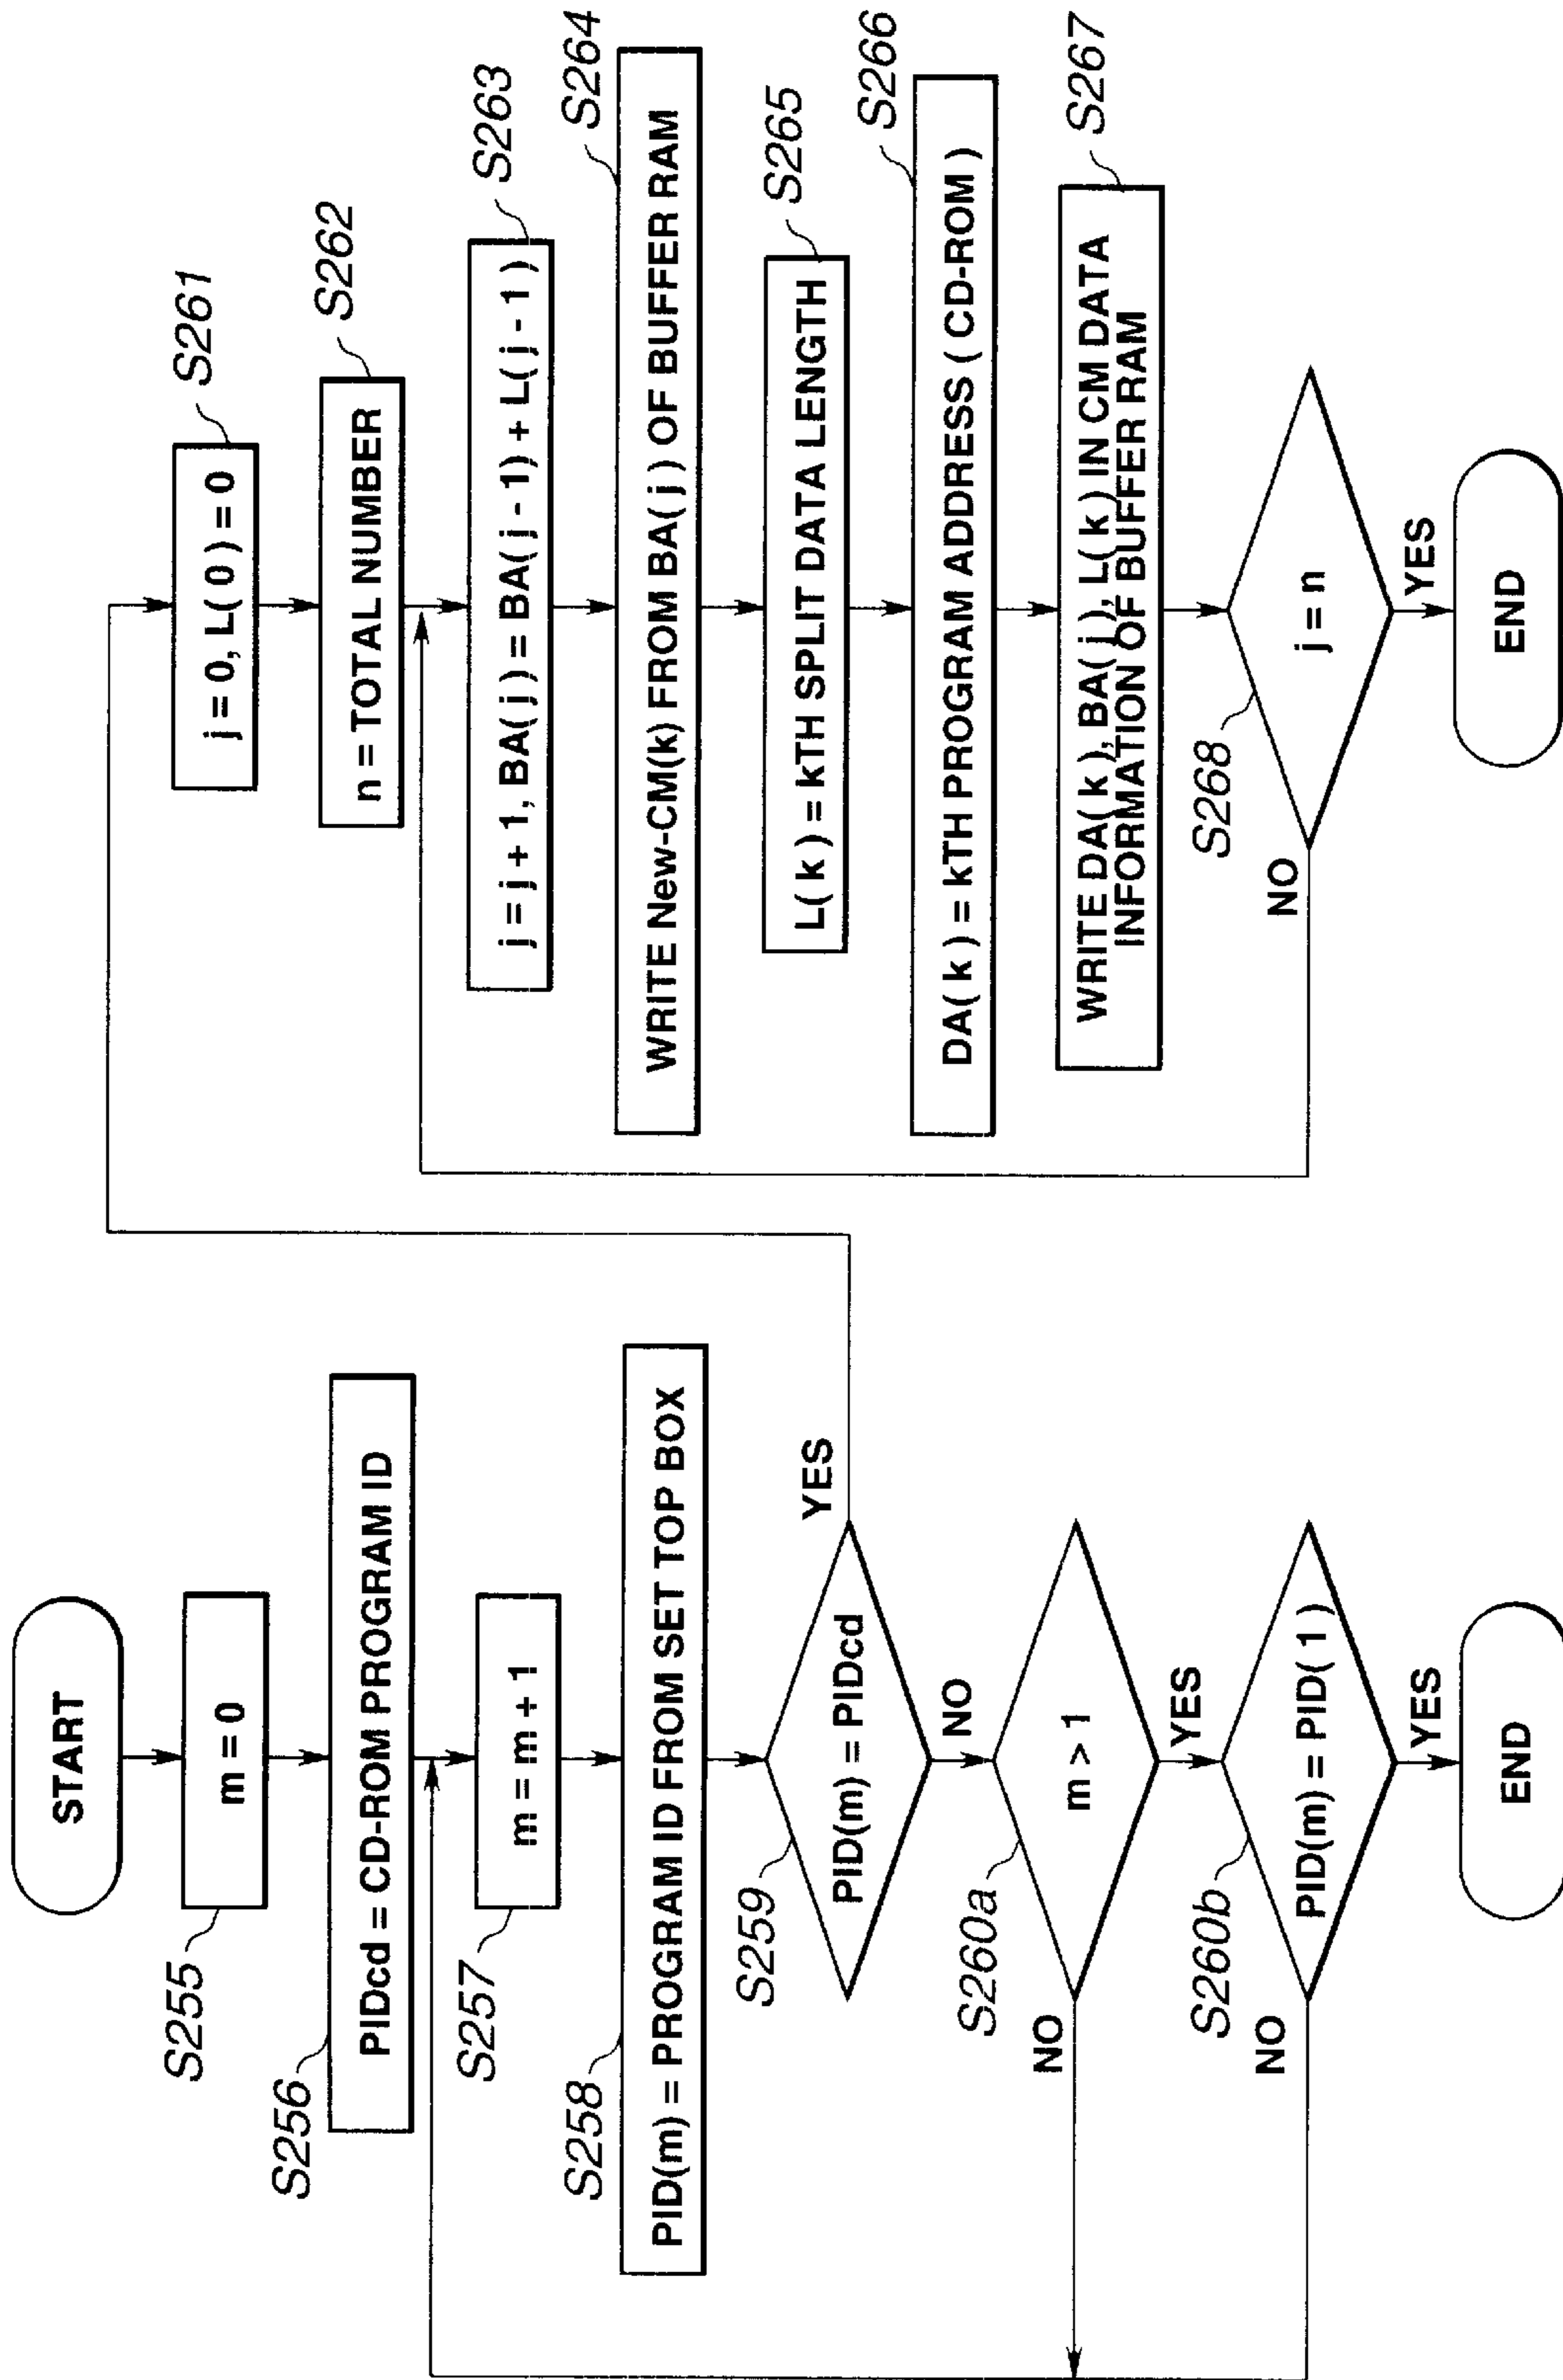 START
S255
m = 0
S256
PIDcd = CD-ROM PROGRAM ID
S257
m = m + 1
S258
PID(m) = PROGRAM ID FROM SET TOP BOX
S259
PID(m) = PIDcd
YES
NO
S260a
m > 1
NO
YES
S260b
PID(m) = PID( 1 )
NO
YES
END
S261
j = 0, L( 0 ) = 0
S262
n = TOTAL NUMBER
S263
j = j + 1, BA( j ) = BA( j - 1 ) + L( j - 1 )
S264
WRITE New-CM(k) FROM BA( j ) OF BUFFER RAM
S265
L( k ) = kTH SPLIT DATA LENGTH
S266
DA( k ) = kTH PROGRAM ADDRESS ( CD-ROM )
S267
WRITE DA( k ), BA( j ), L( k ) IN CM DATA
INFORMATION OF BUFFER RAM
S268
j = n
NO
YES
END